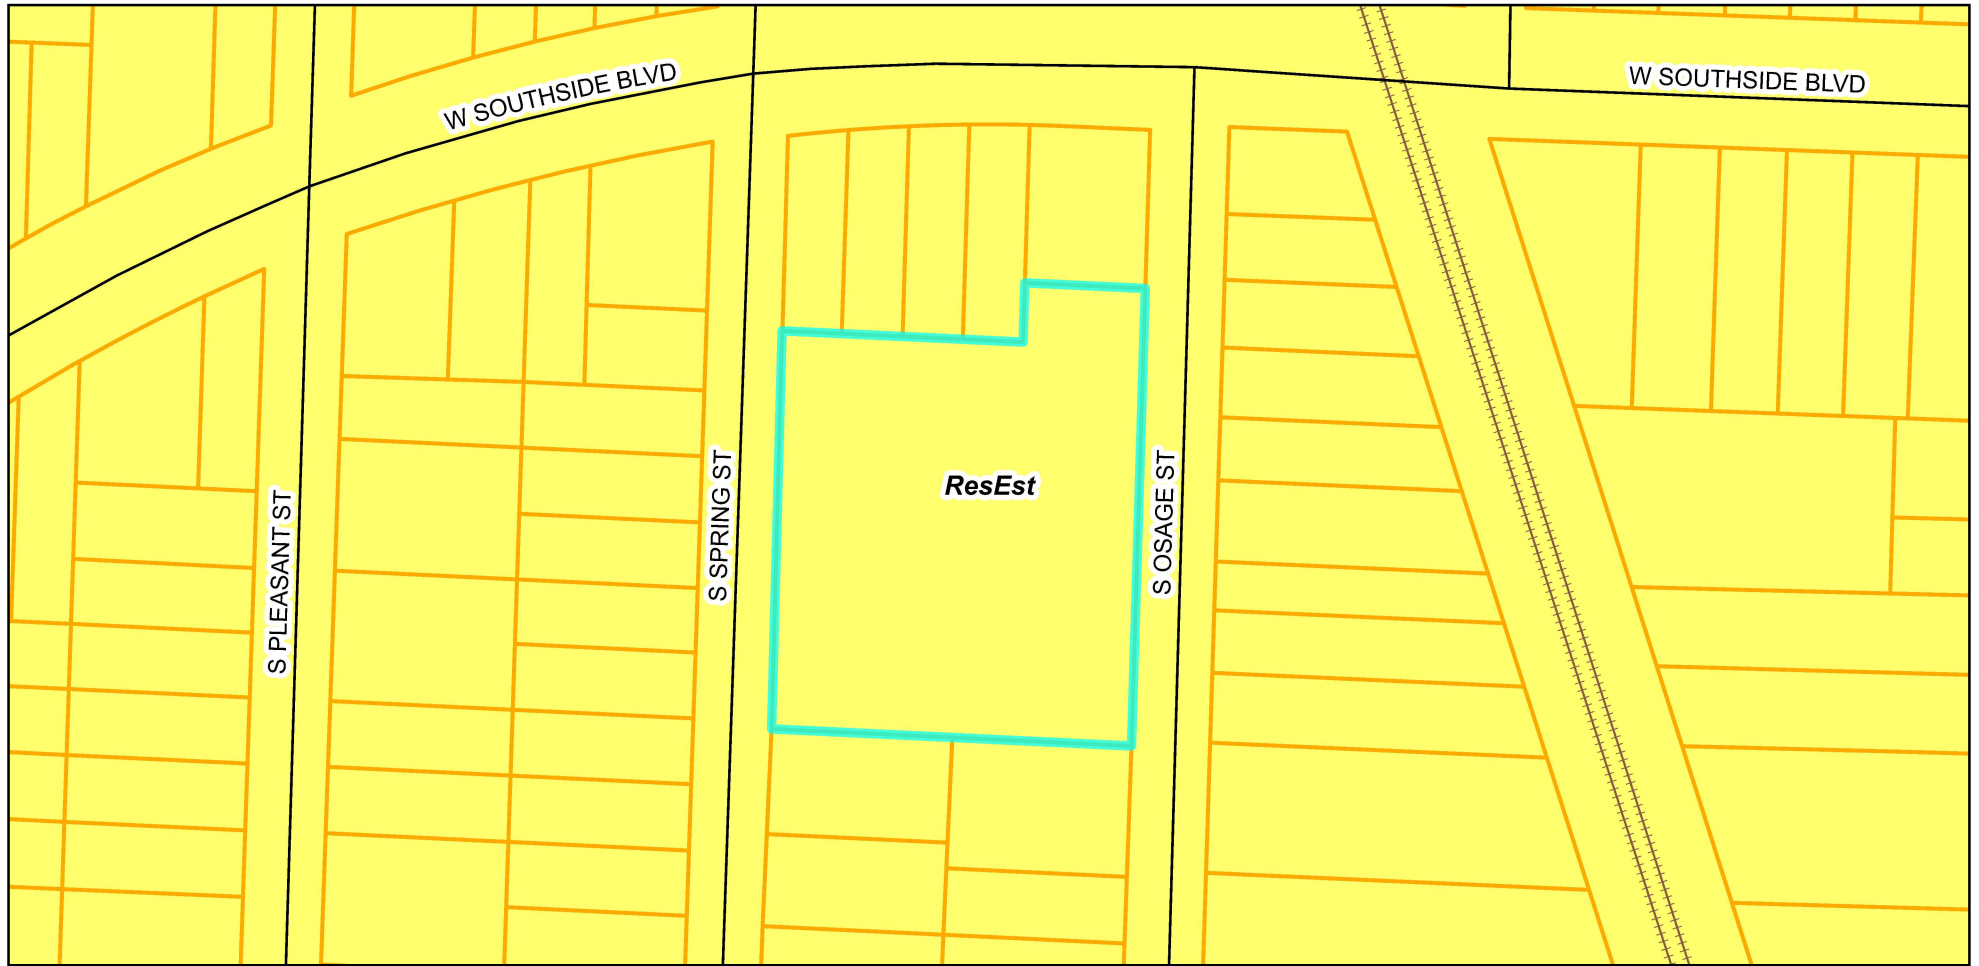 W SOUTHSIDE BLVD
W SOUTHSIDE BLVD
S PLEASANT ST
S SPRING ST
ResEst
S OSAGE ST